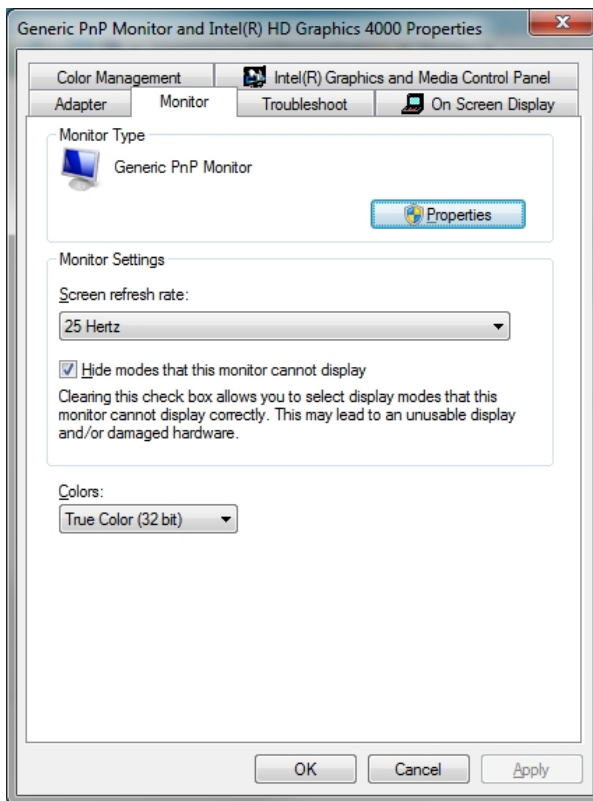 Generic PnP Monitor and Intel(R) HD Graphics 4000 Properties
Color Management
Intel(R) Graphics and Media Control Panel
Adapter
Monitor
Troubleshoot
On Screen Display
Monitor Type
Generic PnP Monitor
Properties
Monitor Settings
Screen refresh rate:
25 Hertz
Hide modes that this monitor cannot display
Clearing this check box allows you to select display modes that this
monitor cannot display correctly. This may lead to an unusable display
and/or damaged hardware.
Colors:
True Color (32 bit)
OK
Cancel
Apply